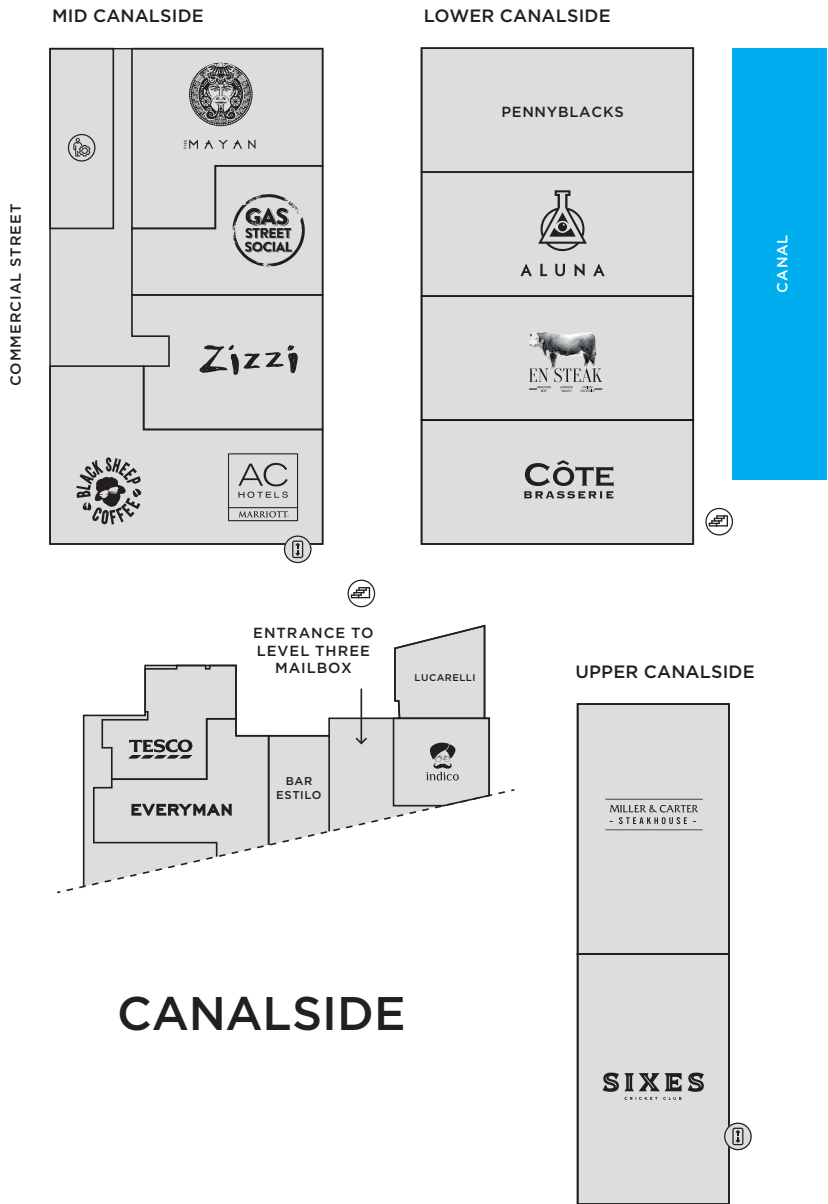 MID CANALSIDE
LOWER CANALSIDE
COMMERCIAL STREET
THE MAYAN
GAS
STREET
SOCIAL
Zizzi
BLACK SHEEP
COFFEE
AC
HOTELS
MARRIOTT
PENNYBLACKS
ALUNA
EN STEAK
CÔTE
BRASSERIE
CANAL
ENTRANCE TO
LEVEL THREE
MAILBOX
LUCARELLI
TESCO
EVERYMAN
BAR
ESTILO
indico
UPPER CANALSIDE
MILLER & CARTER
- STEAKHOUSE -
SIXES
CRICKET CLUB
CANALSIDE